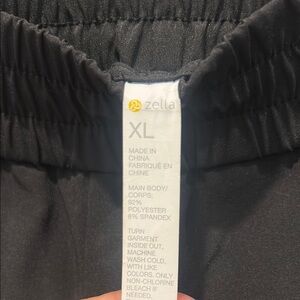 zella
XL
MADE IN
CHINA
FABRIQUÉ EN
CHINE
MAIN BODY/
CORPS:
92%
POLYESTER
8% SPANDEX
TURN
GARMENT
INSIDE OUT,
MACHINE
WASH COLD,
WITH LIKE
COLORS, ONLY
NON-CHLORINE
BLEACH IF
NEEDED,